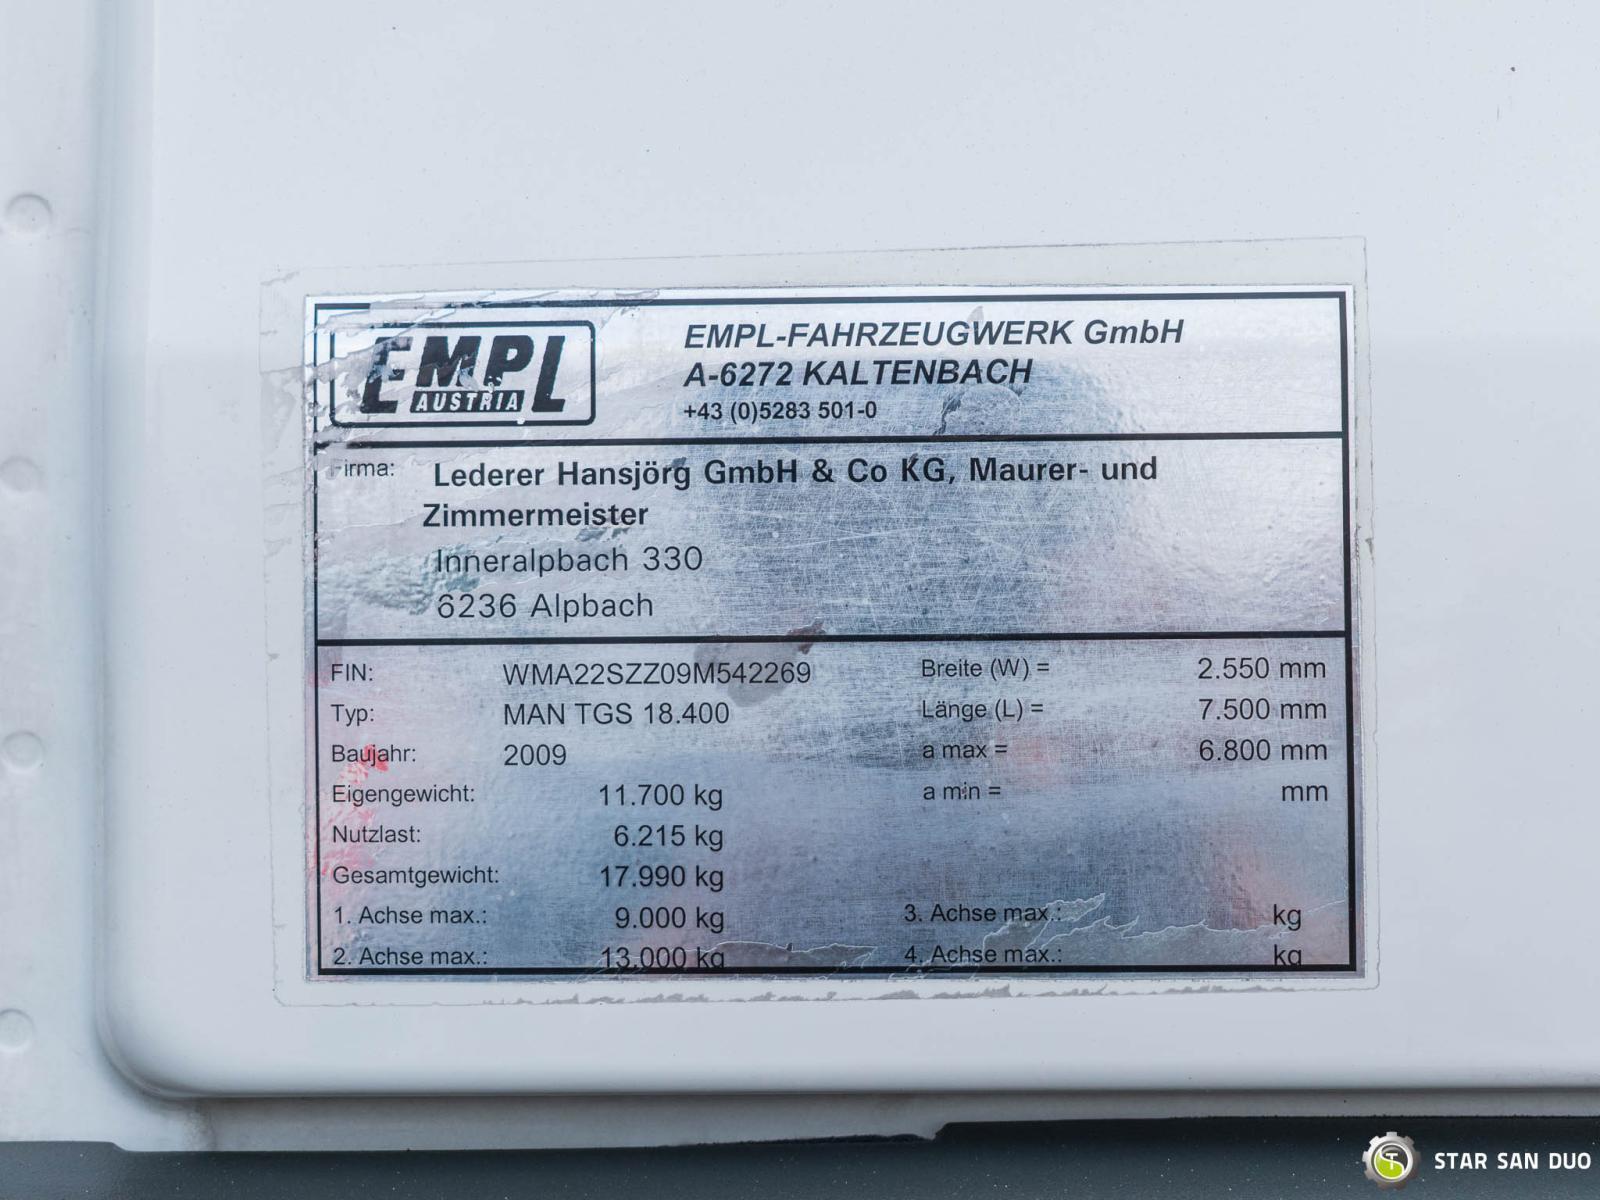 EMPL
AUSTRIA
EMPL-FAHRZEUGWERK GmbH
A-6272 KALTENBACH
+43 (0)5283 501-0
Firma: Lederer Hansjörg GmbH & Co KG, Maurer- und
Zimmermeister
Inneralpbach 330
6236 Alpbach
FIN: WMA22SZZ09M542269 Breite (W) = 2.550 mm
Typ: MAN TGS 18.400 Länge (L) = 7.500 mm
Baujahr: 2009 a max = 6.800 mm
Eigengewicht: 11.700 kg a min = mm
Nutzlast: 6.215 kg
Gesamtgewicht: 17.990 kg
1. Achse max.: 9.000 kg 3. Achse max.: kg
2. Achse max.: 13.000 kg 4. Achse max.: kg
STAR SAN DUO